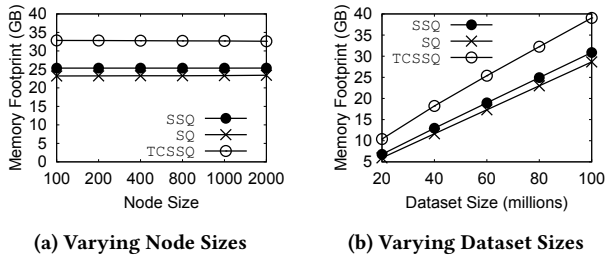 Memory Footprint (GB)
40
35
30
25
20
15
10
5
0
SSQ
SQ
TCSSQ
100 200 400 800 1000 2000
Node Size
(a) Varying Node Sizes
Memory Footprint (GB)
40
35
30
25
20
15
10
5
SSQ
SQ
TCSSQ
20 40 60 80 100
Dataset Size (millions)
(b) Varying Dataset Sizes